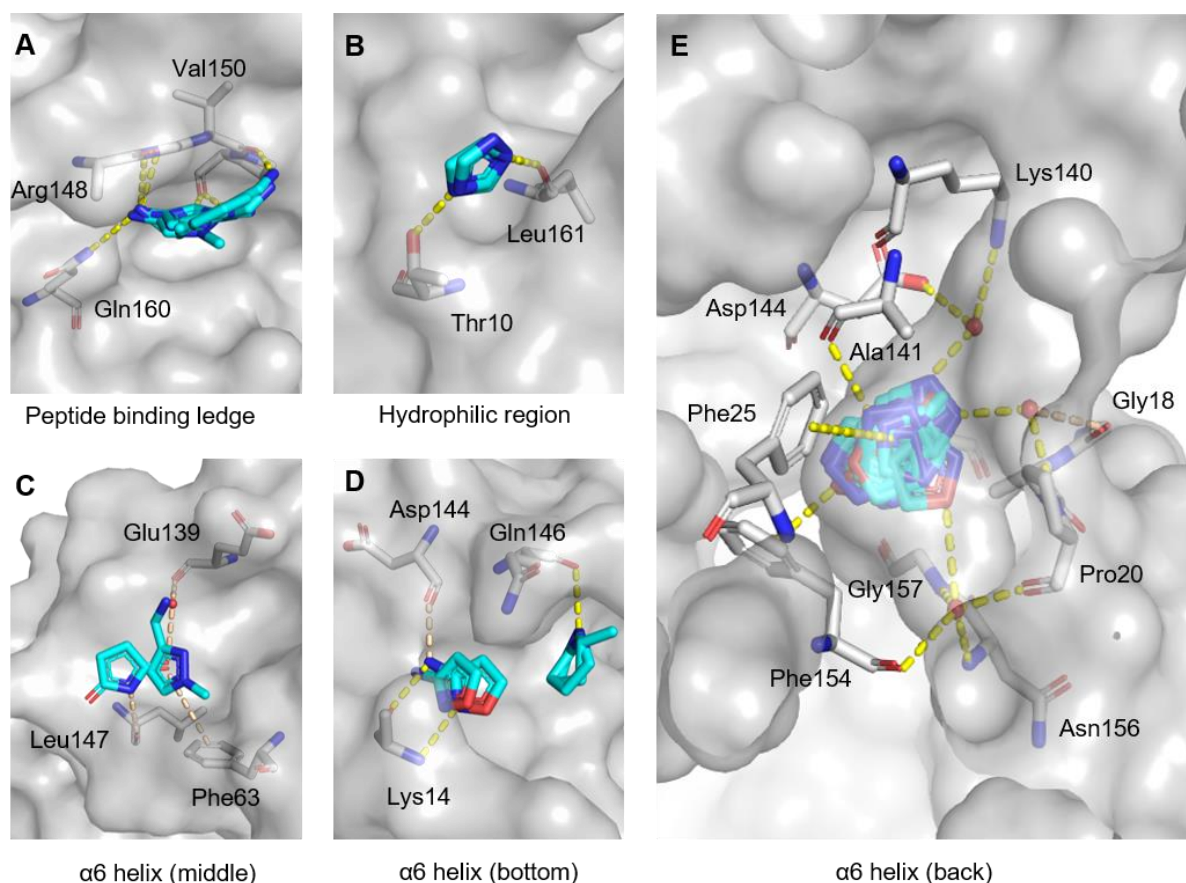 A
Val150
Arg148
Gln160
Peptide binding ledge
B
Leu161
Thr10
Hydrophilic region
C
Glu139
Leu147
Phe63
α6 helix (middle)
D
Asp144
Gln146
Lys14
α6 helix (bottom)
E
Lys140
Asp144
Ala141
Phe25
Gly18
Gly157
Pro20
Phe154
Asn156
α6 helix (back)